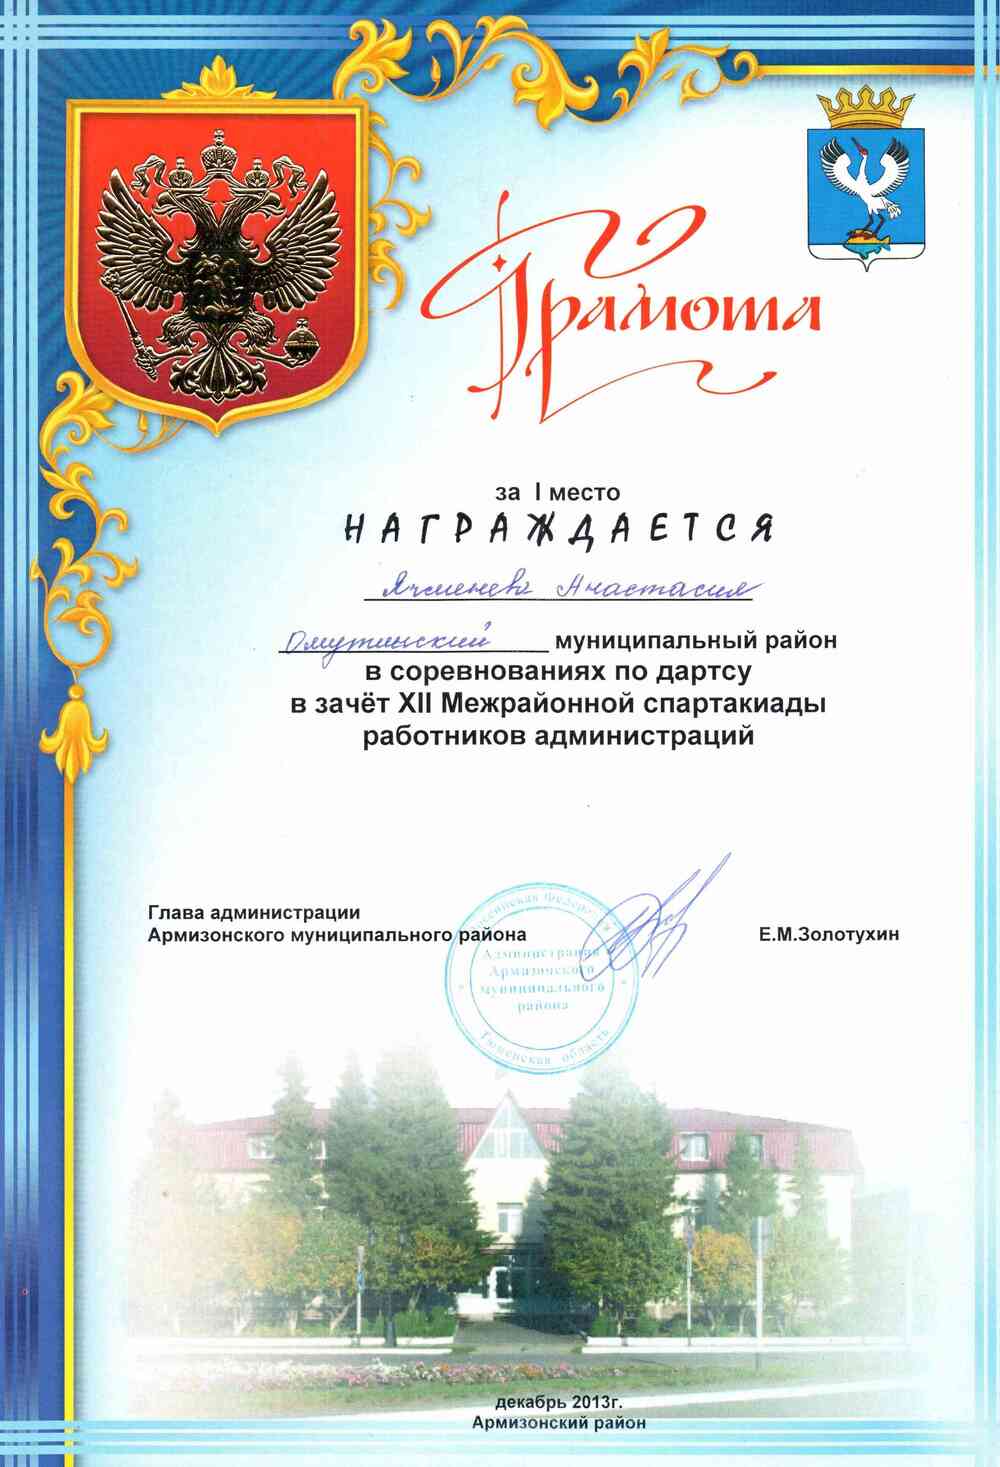 Грамота
за I место
НАГРАЖДАЕТСЯ
Ячменева Анастасия
Омутинский муниципальный район
в соревнованиях по дартсу
в зачёт XII Межрайонной спартакиады
работников администраций
Глава администрации
Армизонского муниципального района Е.М.Золотухин
Российская Федерация
Администрация
Армизонского
муниципального
района
Тюменская область
декабрь 2013г.
Армизонский район